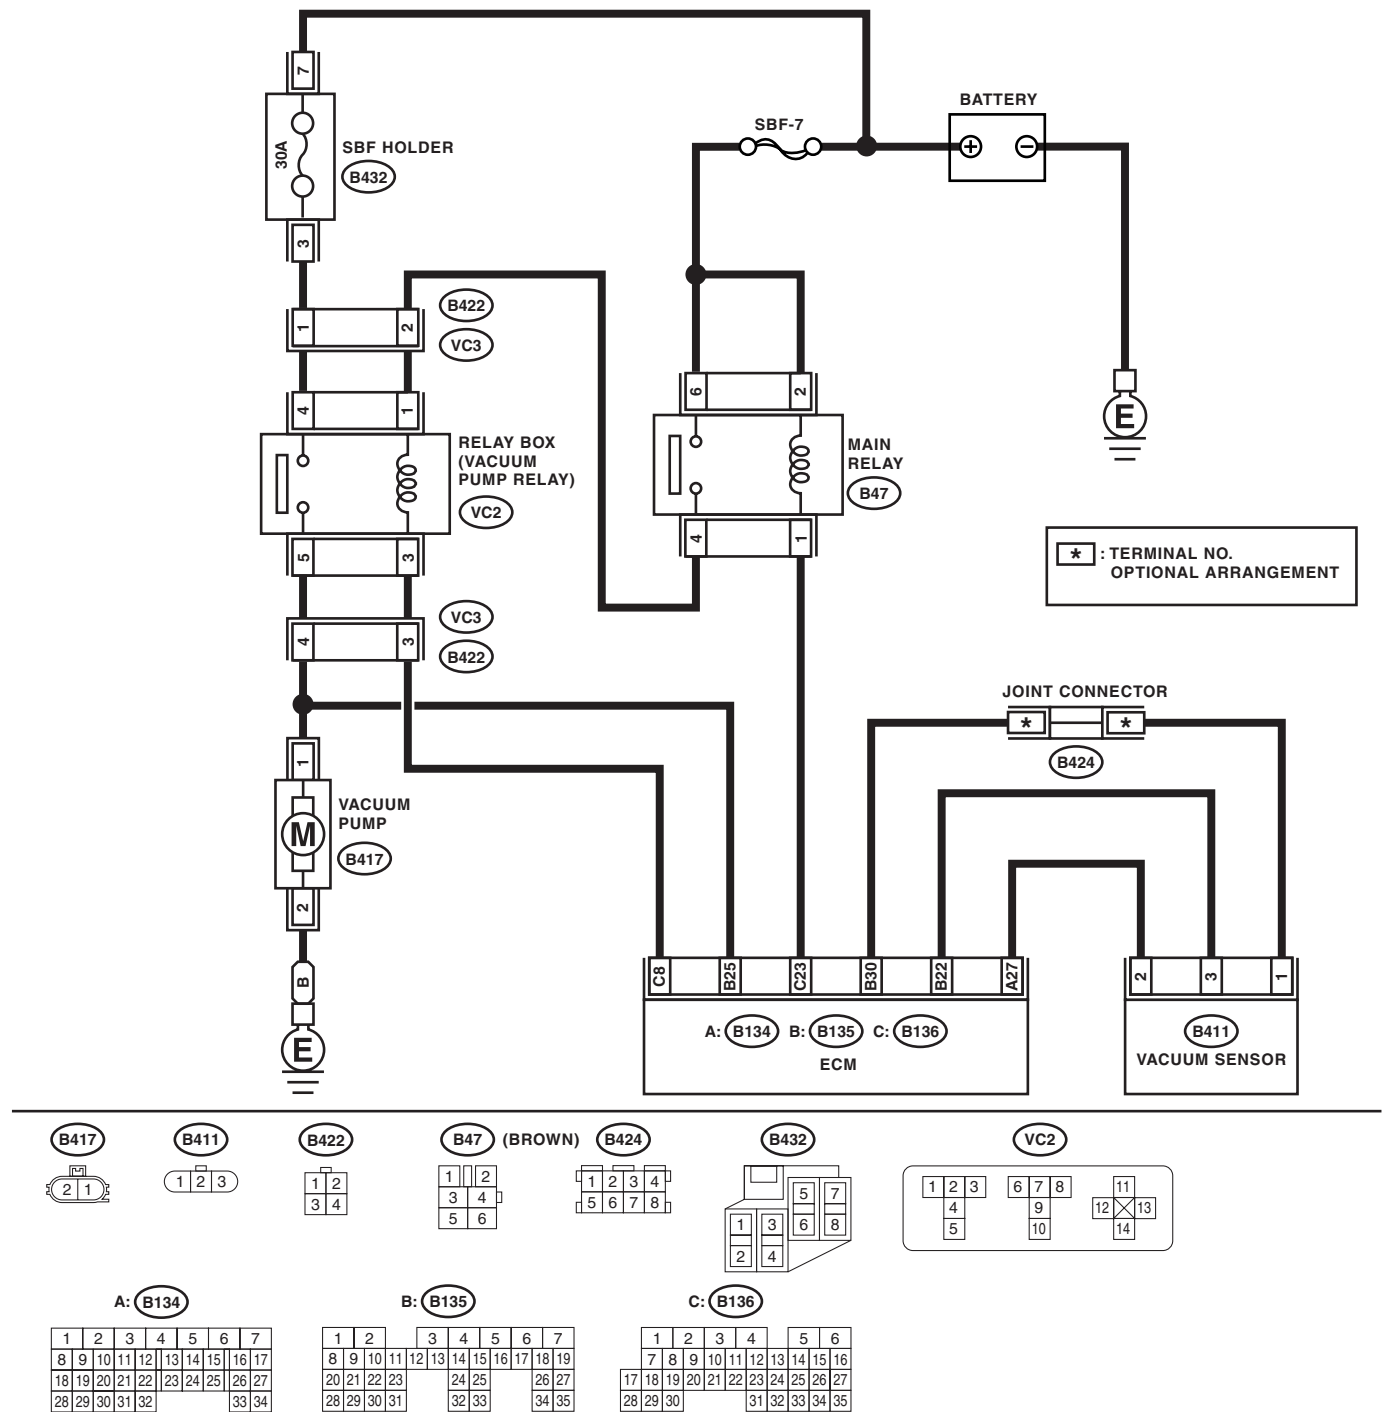 7
BATTERY
SBF-7
30A
SBF HOLDER
B432
+ −
3
B422
1 2
VC3
E
4 1
6 2
RELAY BOX
(VACUUM
PUMP RELAY)
VC2
MAIN
RELAY
B47
5 3
4 1
* : TERMINAL NO.
OPTIONAL ARRANGEMENT
VC3
4 3
B422
JOINT CONNECTOR
* *
B424
1
VACUUM
PUMP
M
B417
2
B
E
C8 B25 C23 B30 B22 A27
2 3 1
A: B134 B: B135 C: B136
ECM
B411
VACUUM SENSOR
B417 B411 B422 B47 (BROWN) B424 B432 VC2
2 1
1 2 3
1 2
3 4
1 2
3 4
5 6
1 2 3 4
5 6 7 8
5 7
1 3 6 8
2 4
1 2 3 6 7 8 11
4 9 12 13
5 10 14
A: B134
1 2 3 4 5 6 7
8 9 10 11 12 13 14 15 16 17
18 19 20 21 22 23 24 25 26 27
28 29 30 31 32 33 34
B: B135
1 2 3 4 5 6 7
8 9 10 11 12 13 14 15 16 17 18 19
20 21 22 23 24 25 26 27
28 29 30 31 32 33 34 35
C: B136
1 2 3 4 5 6
7 8 9 10 11 12 13 14 15 16
17 18 19 20 21 22 23 24 25 26 27
28 29 30 31 32 33 34 35